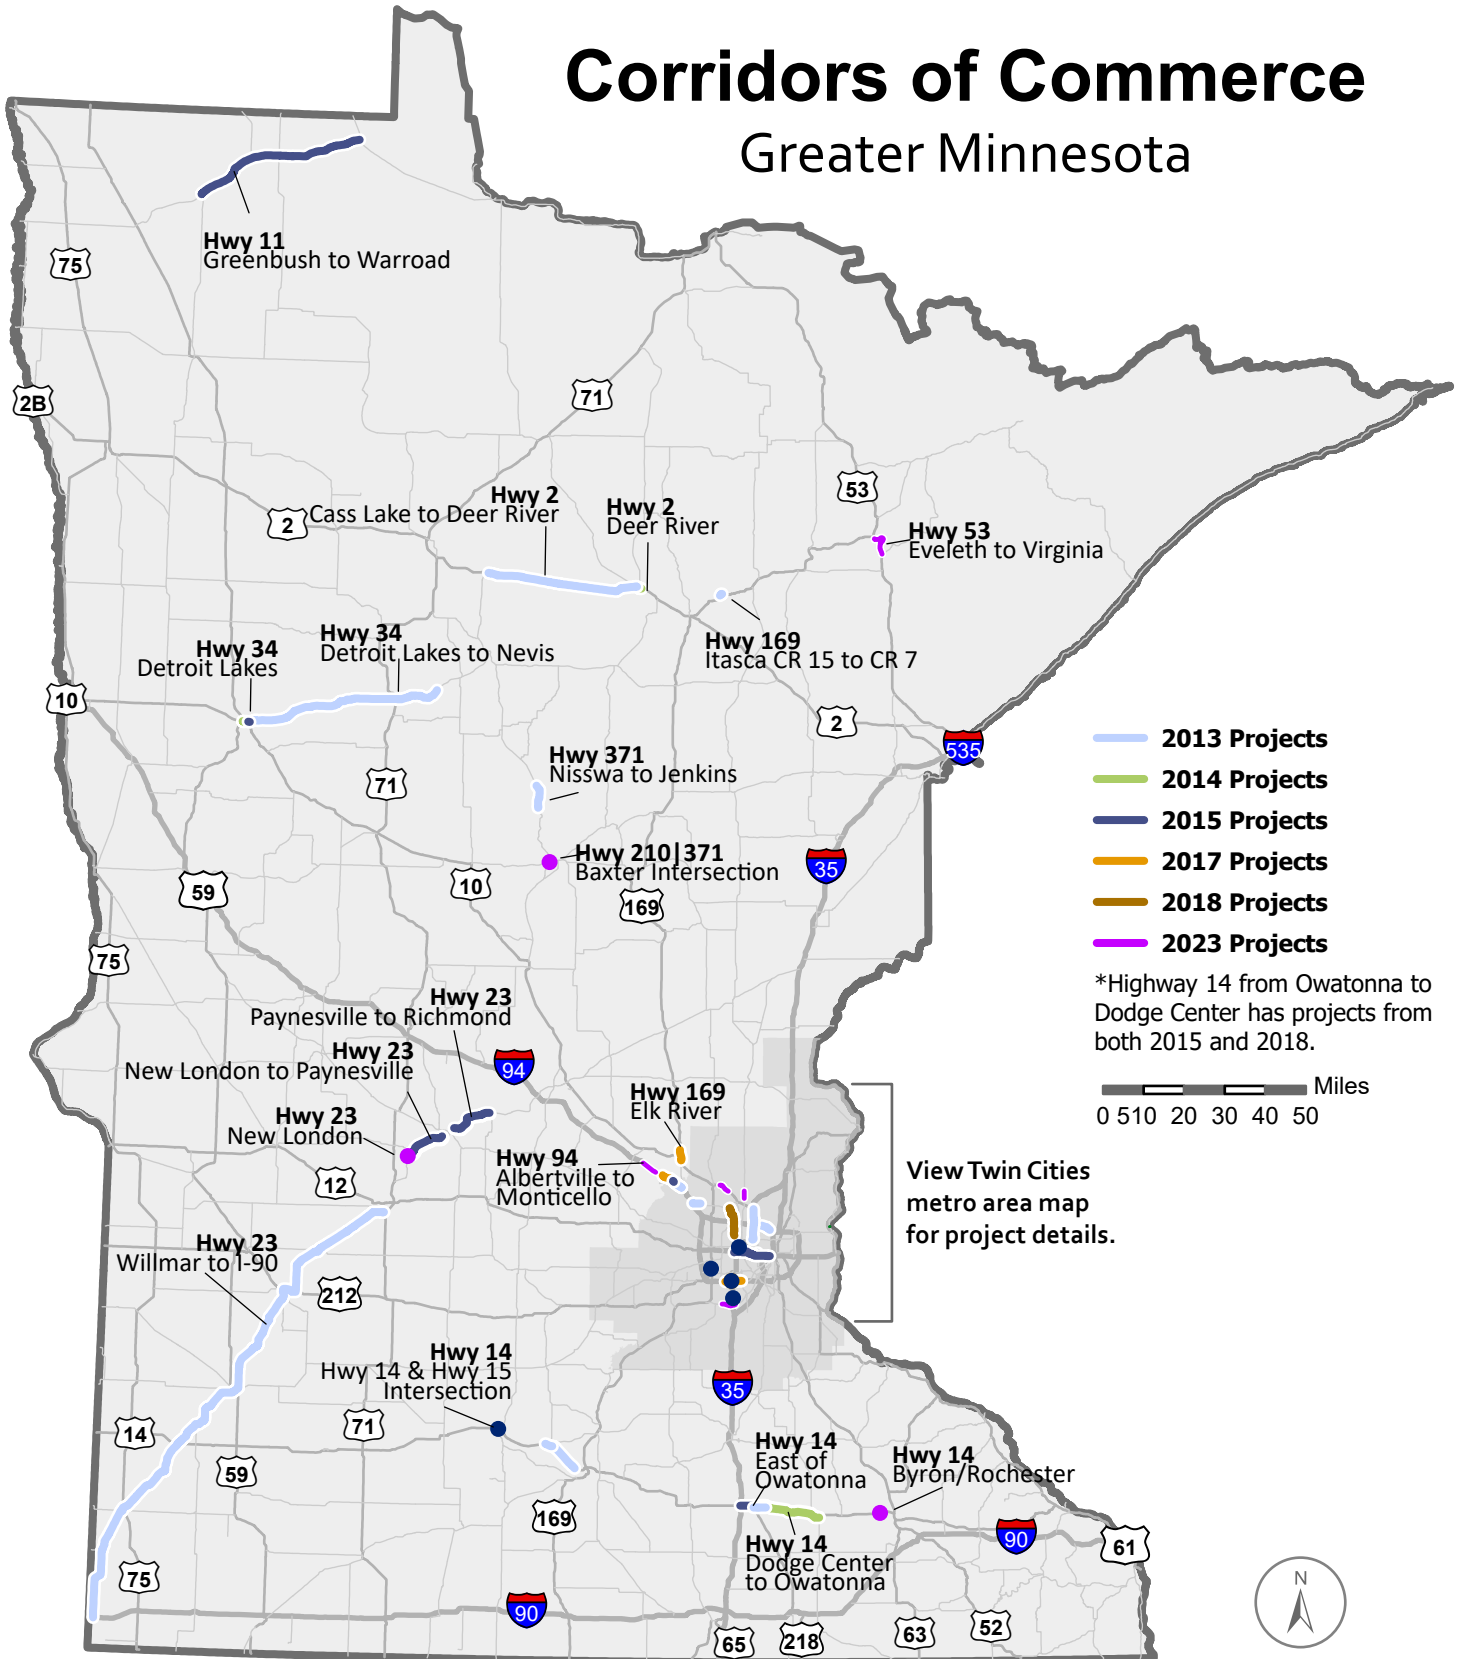 Corridors of Commerce
Greater Minnesota
Hwy 11
Greenbush to Warroad
75
2B
71
53
2
Hwy 2
Cass Lake to Deer River
Hwy 2
Deer River
Hwy 53
Eveleth to Virginia
Hwy 169
Itasca CR 15 to CR 7
Hwy 34
Detroit Lakes
Hwy 34
Detroit Lakes to Nevis
10
2
535
71
Hwy 371
Nisswa to Jenkins
Hwy 210|371
Baxter Intersection
35
59
10
169
75
2013 Projects
2014 Projects
2015 Projects
2017 Projects
2018 Projects
2023 Projects
*Highway 14 from Owatonna to
Dodge Center has projects from
both 2015 and 2018.
Miles
0 5 10 20 30 40 50
Hwy 23
Paynesville to Richmond
Hwy 23
New London to Paynesville
94
Hwy 23
New London
Hwy 169
Elk River
Hwy 94
Albertville to
Monticello
12
View Twin Cities
metro area map
for project details.
Hwy 23
Willmar to I-90
212
Hwy 14
Hwy 14 & Hwy 15
Intersection
35
14
71
59
Hwy 14
East of
Owatonna
Hwy 14
Byron/Rochester
169
Hwy 14
Dodge Center
to Owatonna
90
61
75
90
65
218
63
52
N